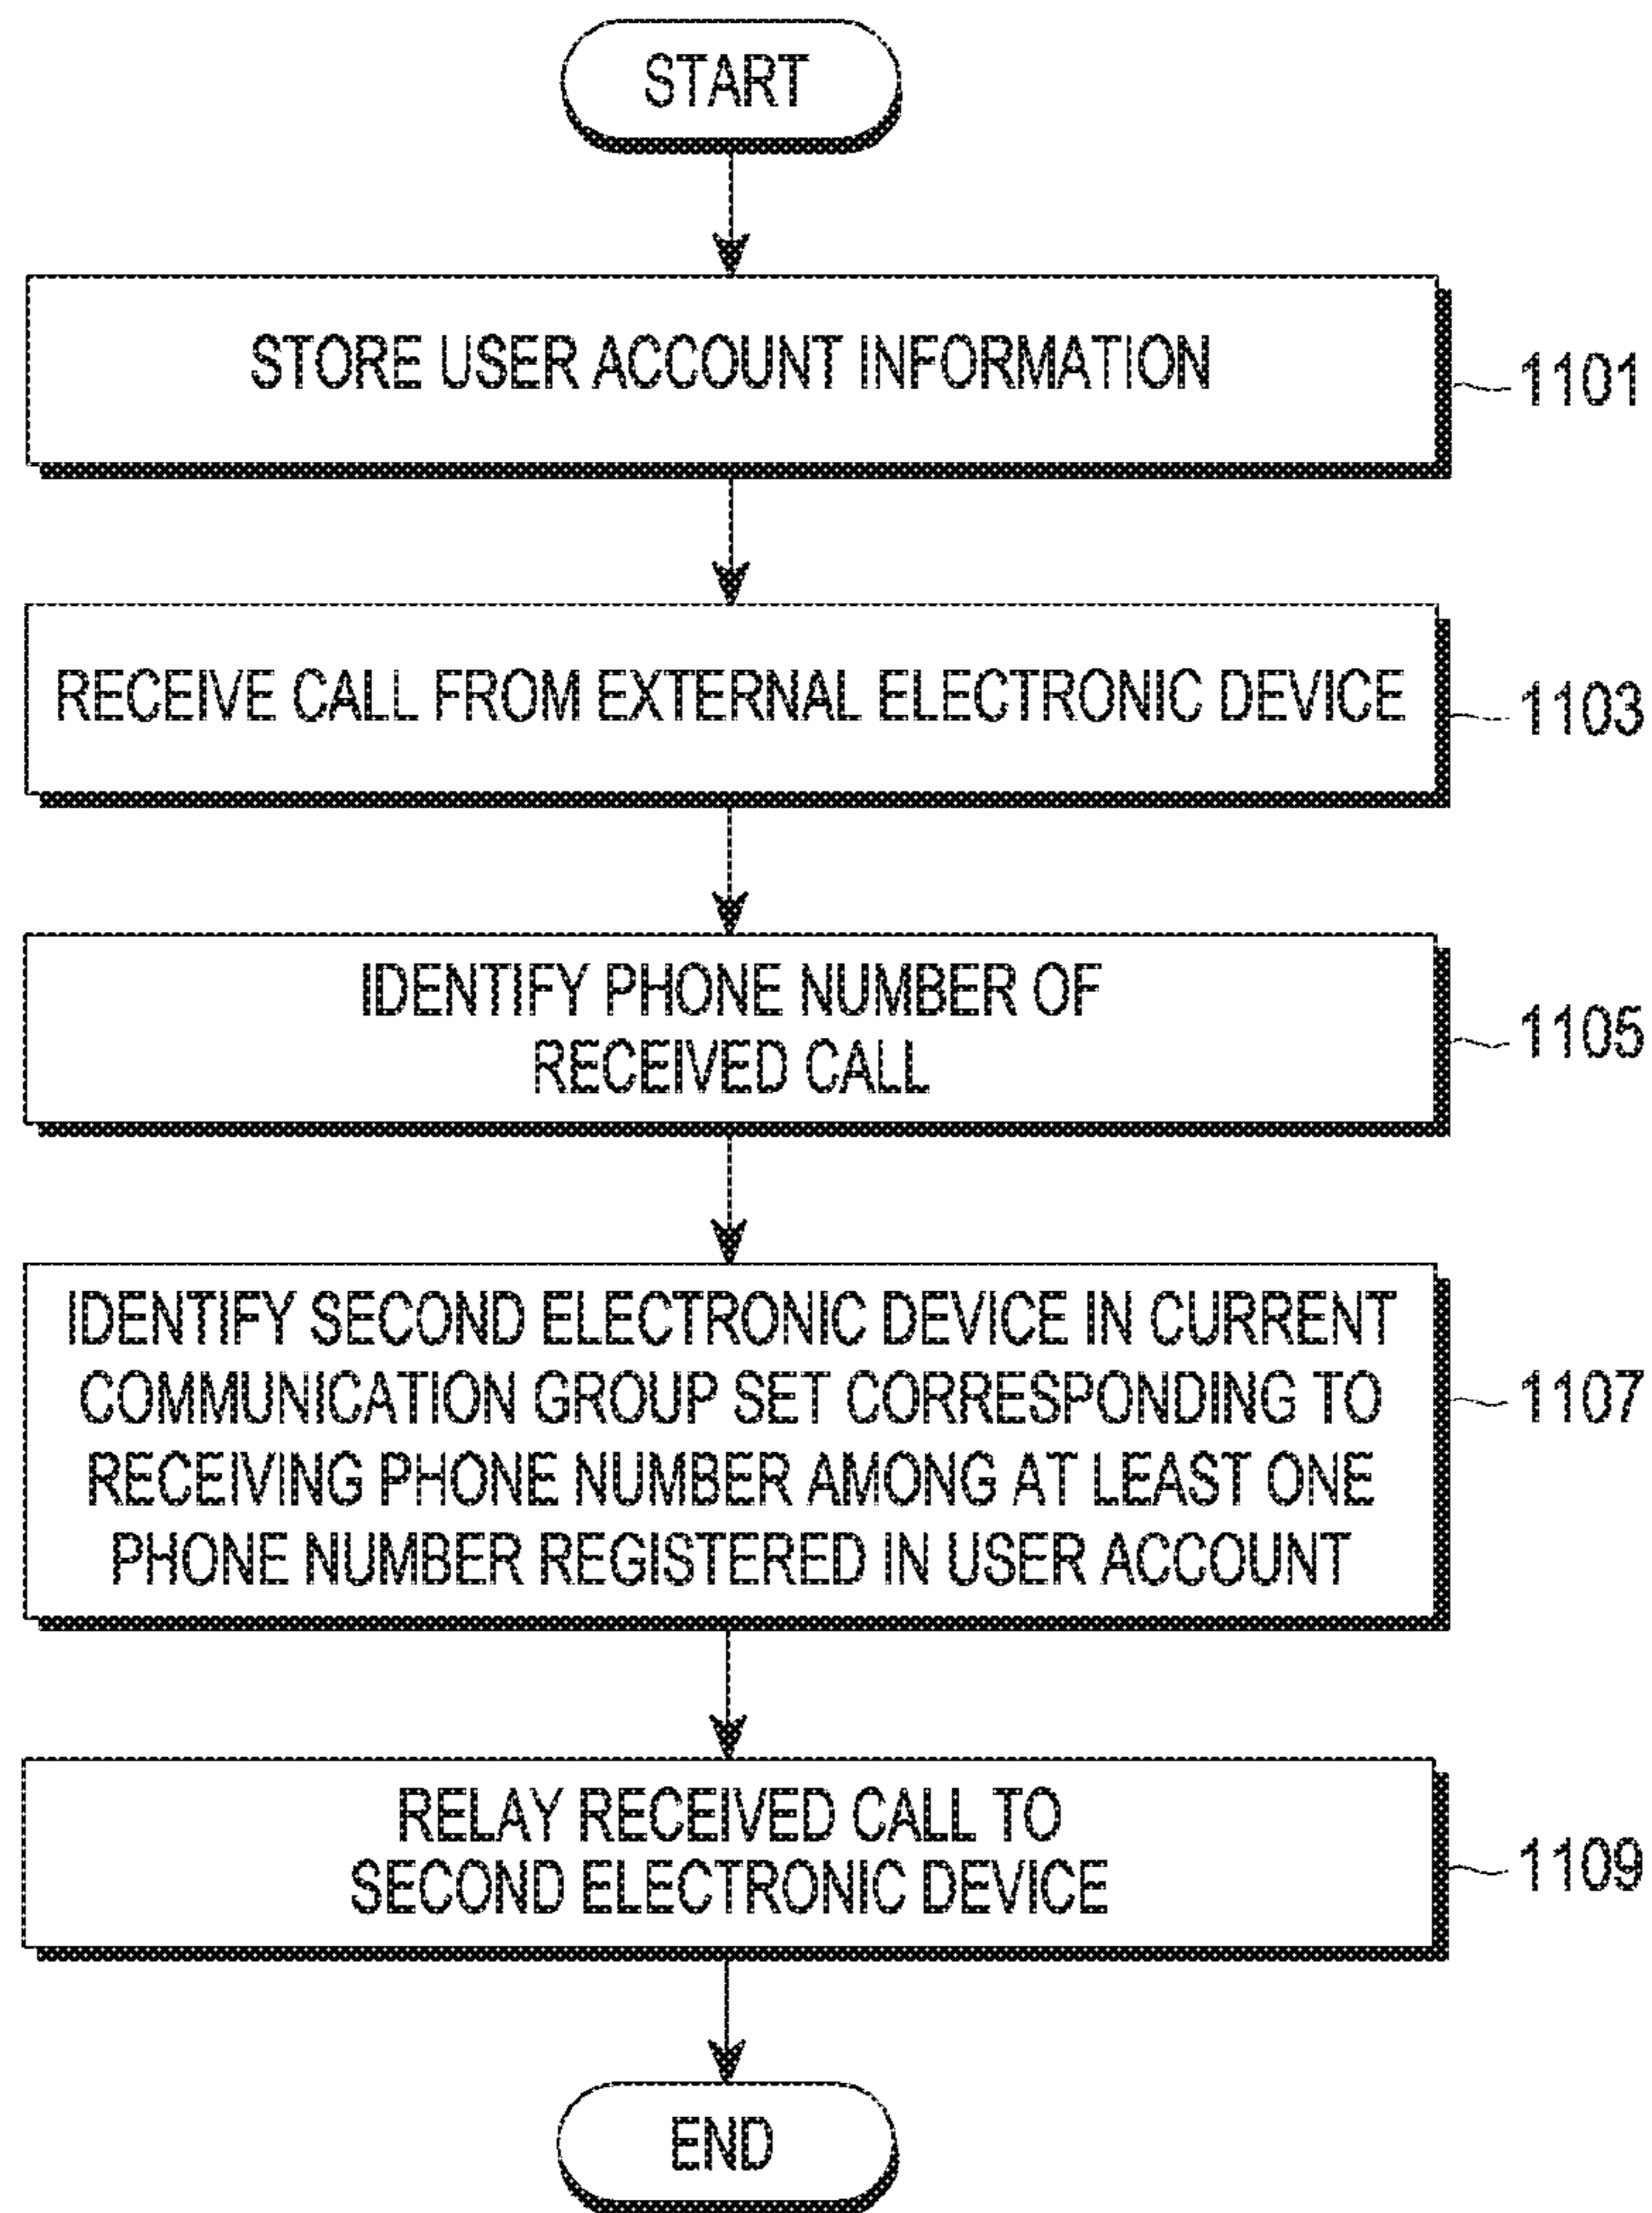 START
STORE USER ACCOUNT INFORMATION
1101
RECEIVE CALL FROM EXTERNAL ELECTRONIC DEVICE
1103
IDENTIFY PHONE NUMBER OF
RECEIVED CALL
1105
IDENTIFY SECOND ELECTRONIC DEVICE IN CURRENT
COMMUNICATION GROUP SET CORRESPONDING TO
RECEIVING PHONE NUMBER AMONG AT LEAST ONE
PHONE NUMBER REGISTERED IN USER ACCOUNT
1107
RELAY RECEIVED CALL TO
SECOND ELECTRONIC DEVICE
1109
END